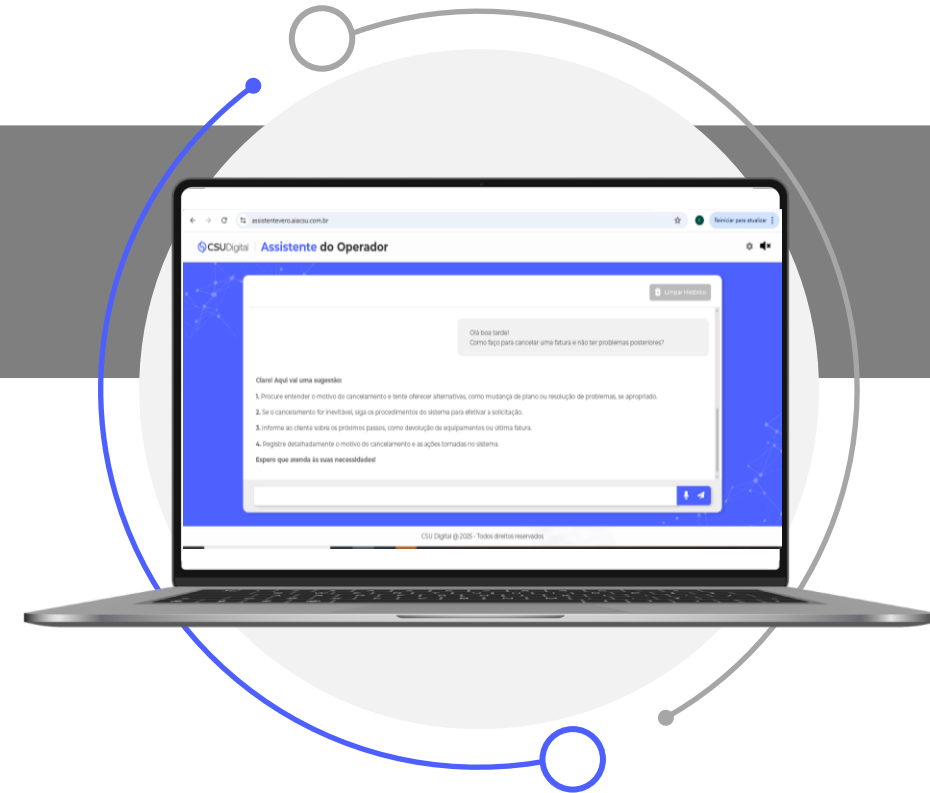 assistentevero.aiacsu.com.br
Reiniciar para atualizar
CSUDigital | Assistente do Operador
Limpar Histórico
Olá boa tarde!
Como faço para cancelar uma fatura e não ter problemas posteriores?
Claro! Aqui vai uma sugestão:
1. Procure entender o motivo do cancelamento e tente oferecer alternativas, como mudança de plano ou resolução de problemas, se apropriado.
2. Se o cancelamento for inevitável, siga os procedimentos do sistema para efetivar a solicitação.
3. Informe ao cliente sobre os próximos passos, como devolução de equipamentos ou última fatura.
4. Registre detalhadamente o motivo do cancelamento e as ações tomadas no sistema.
Espero que atenda às suas necessidades!
CSU Digital @ 2025 - Todos direitos reservados